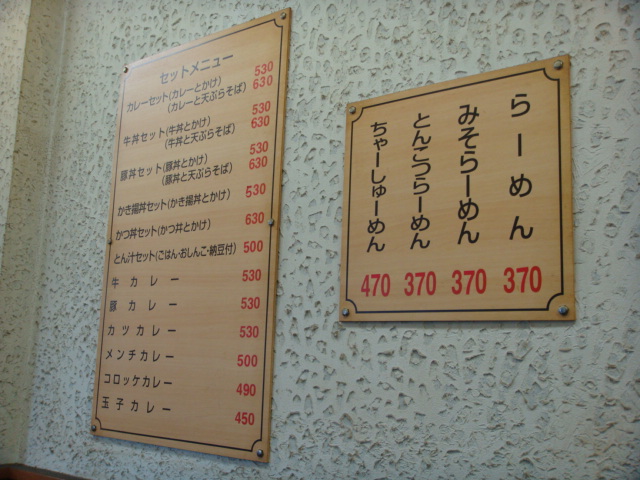 セットメニュー
カレーセット(カレーとかけ) 530
(カレーと天ぷらそば) 630
牛丼セット(牛丼とかけ) 530
(牛丼と天ぷらそば) 630
豚丼セット(豚丼とかけ) 530
(豚丼と天ぷらそば) 630
かき揚丼セット(かき揚丼とかけ) 530
かつ丼セット(かつ丼とかけ) 630
とん汁セット(ごはん・おしんこ・納豆付) 500
牛カレー 530
豚カレー 530
カツカレー 530
メンチカレー 500
コロッケカレー 490
玉子カレー 450
らーめん 370
みそらーめん 370
とんこつらーめん 370
ちゃーしゅーめん 470